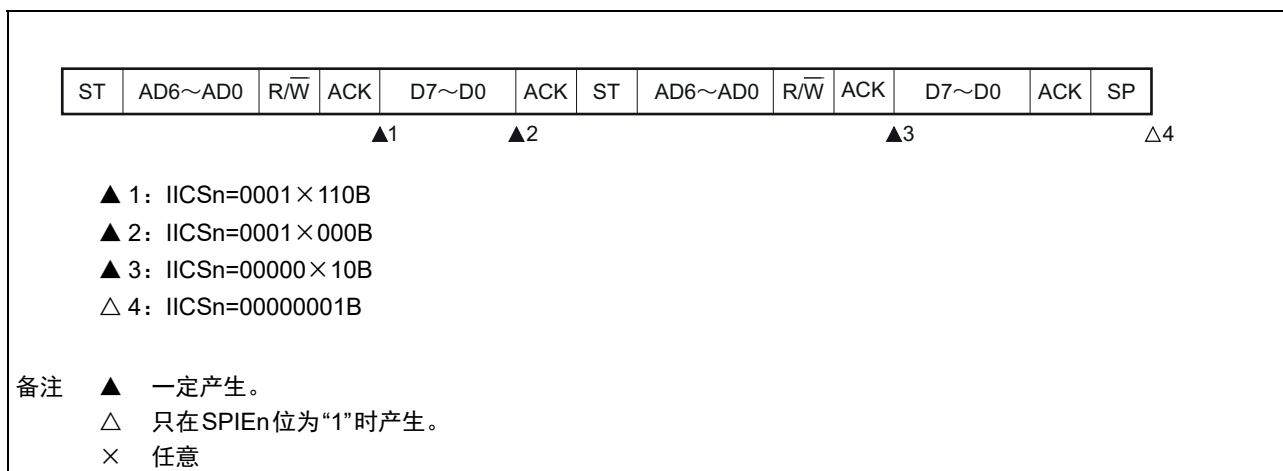 ST AD6～AD0 R/W̅ ACK D7～D0 ACK ST AD6～AD0 R/W̅ ACK D7～D0 ACK SP
▲1 ▲2 ▲3 △4
▲ 1：IICSn=0001×110B
▲ 2：IICSn=0001×000B
▲ 3：IICSn=00000×10B
△ 4：IICSn=00000001B
备注 ▲ 一定产生。
△ 只在SPIEn位为“1”时产生。
× 任意